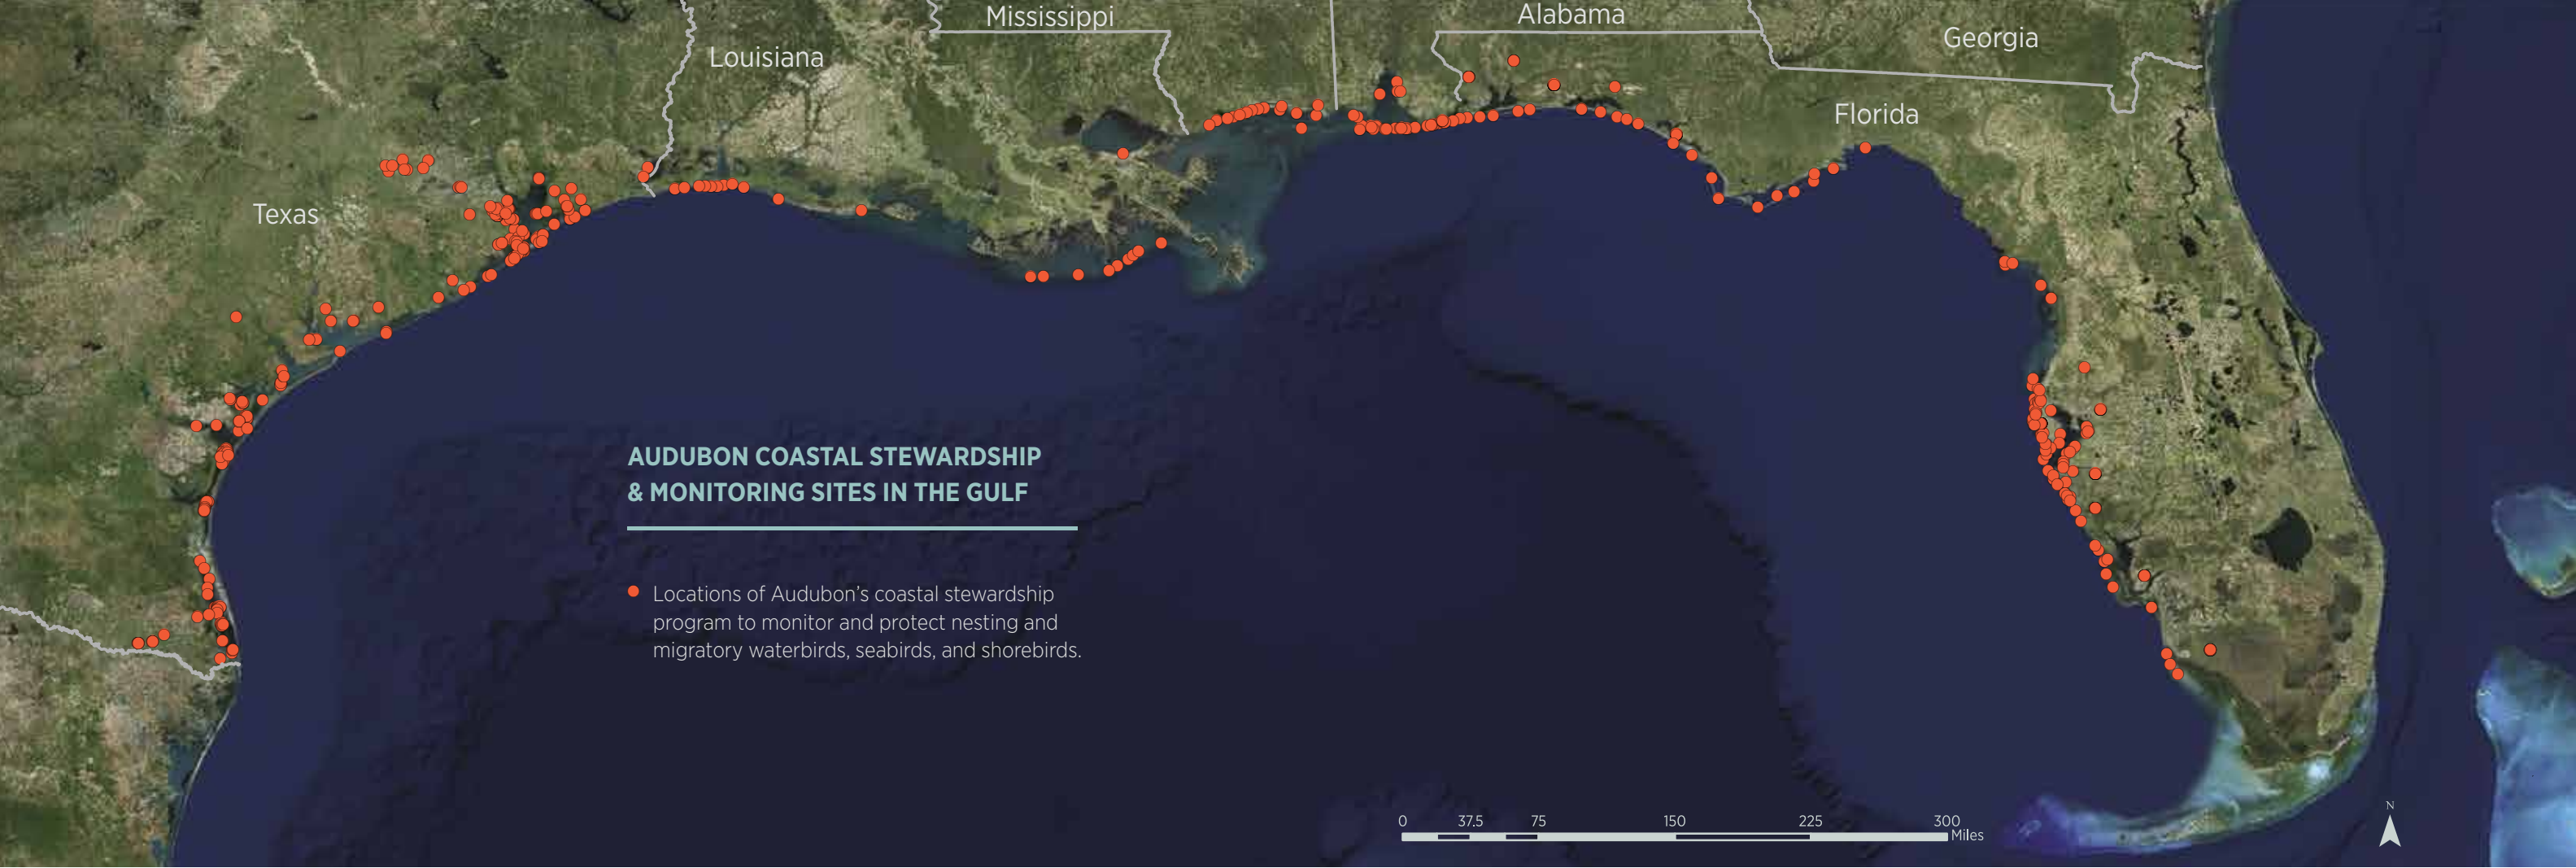 Mississippi
Alabama
Louisiana
Georgia
Florida
Texas
AUDUBON COASTAL STEWARDSHIP
& MONITORING SITES IN THE GULF
Locations of Audubon’s coastal stewardship
program to monitor and protect nesting and
migratory waterbirds, seabirds, and shorebirds.
0 37.5 75 150 225 300
Miles
N